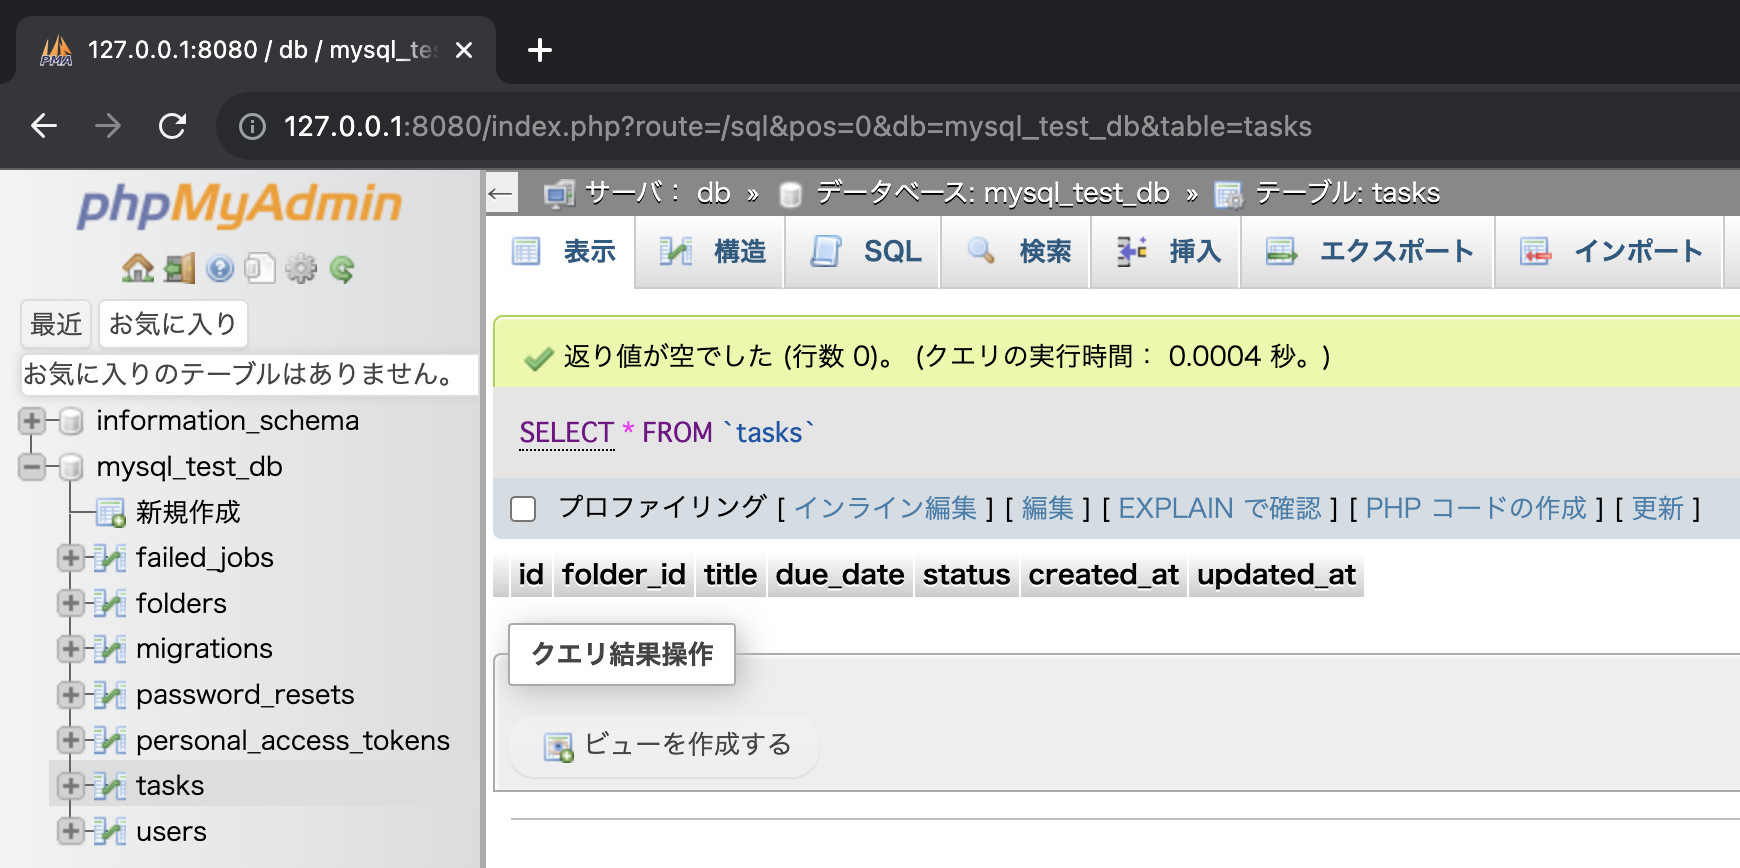 127.0.0.1:8080 / db / mysql_tes
127.0.0.1:8080/index.php?route=/sql&pos=0&db=mysql_test_db&table=tasks
phpMyAdmin
最近 お気に入り
お気に入りのテーブルはありません。
information_schema
mysql_test_db
新規作成
failed_jobs
folders
migrations
password_resets
personal_access_tokens
tasks
users
← サーバ： db » データベース: mysql_test_db » テーブル: tasks
表示 構造 SQL 検索 挿入 エクスポート インポート
返り値が空でした (行数 0)。 (クエリの実行時間： 0.0004 秒。)
SELECT * FROM `tasks`
プロファイリング [ インライン編集 ] [ 編集 ] [ EXPLAIN で確認 ] [ PHP コードの作成 ] [ 更新 ]
id folder_id title due_date status created_at updated_at
クエリ結果操作
ビューを作成する